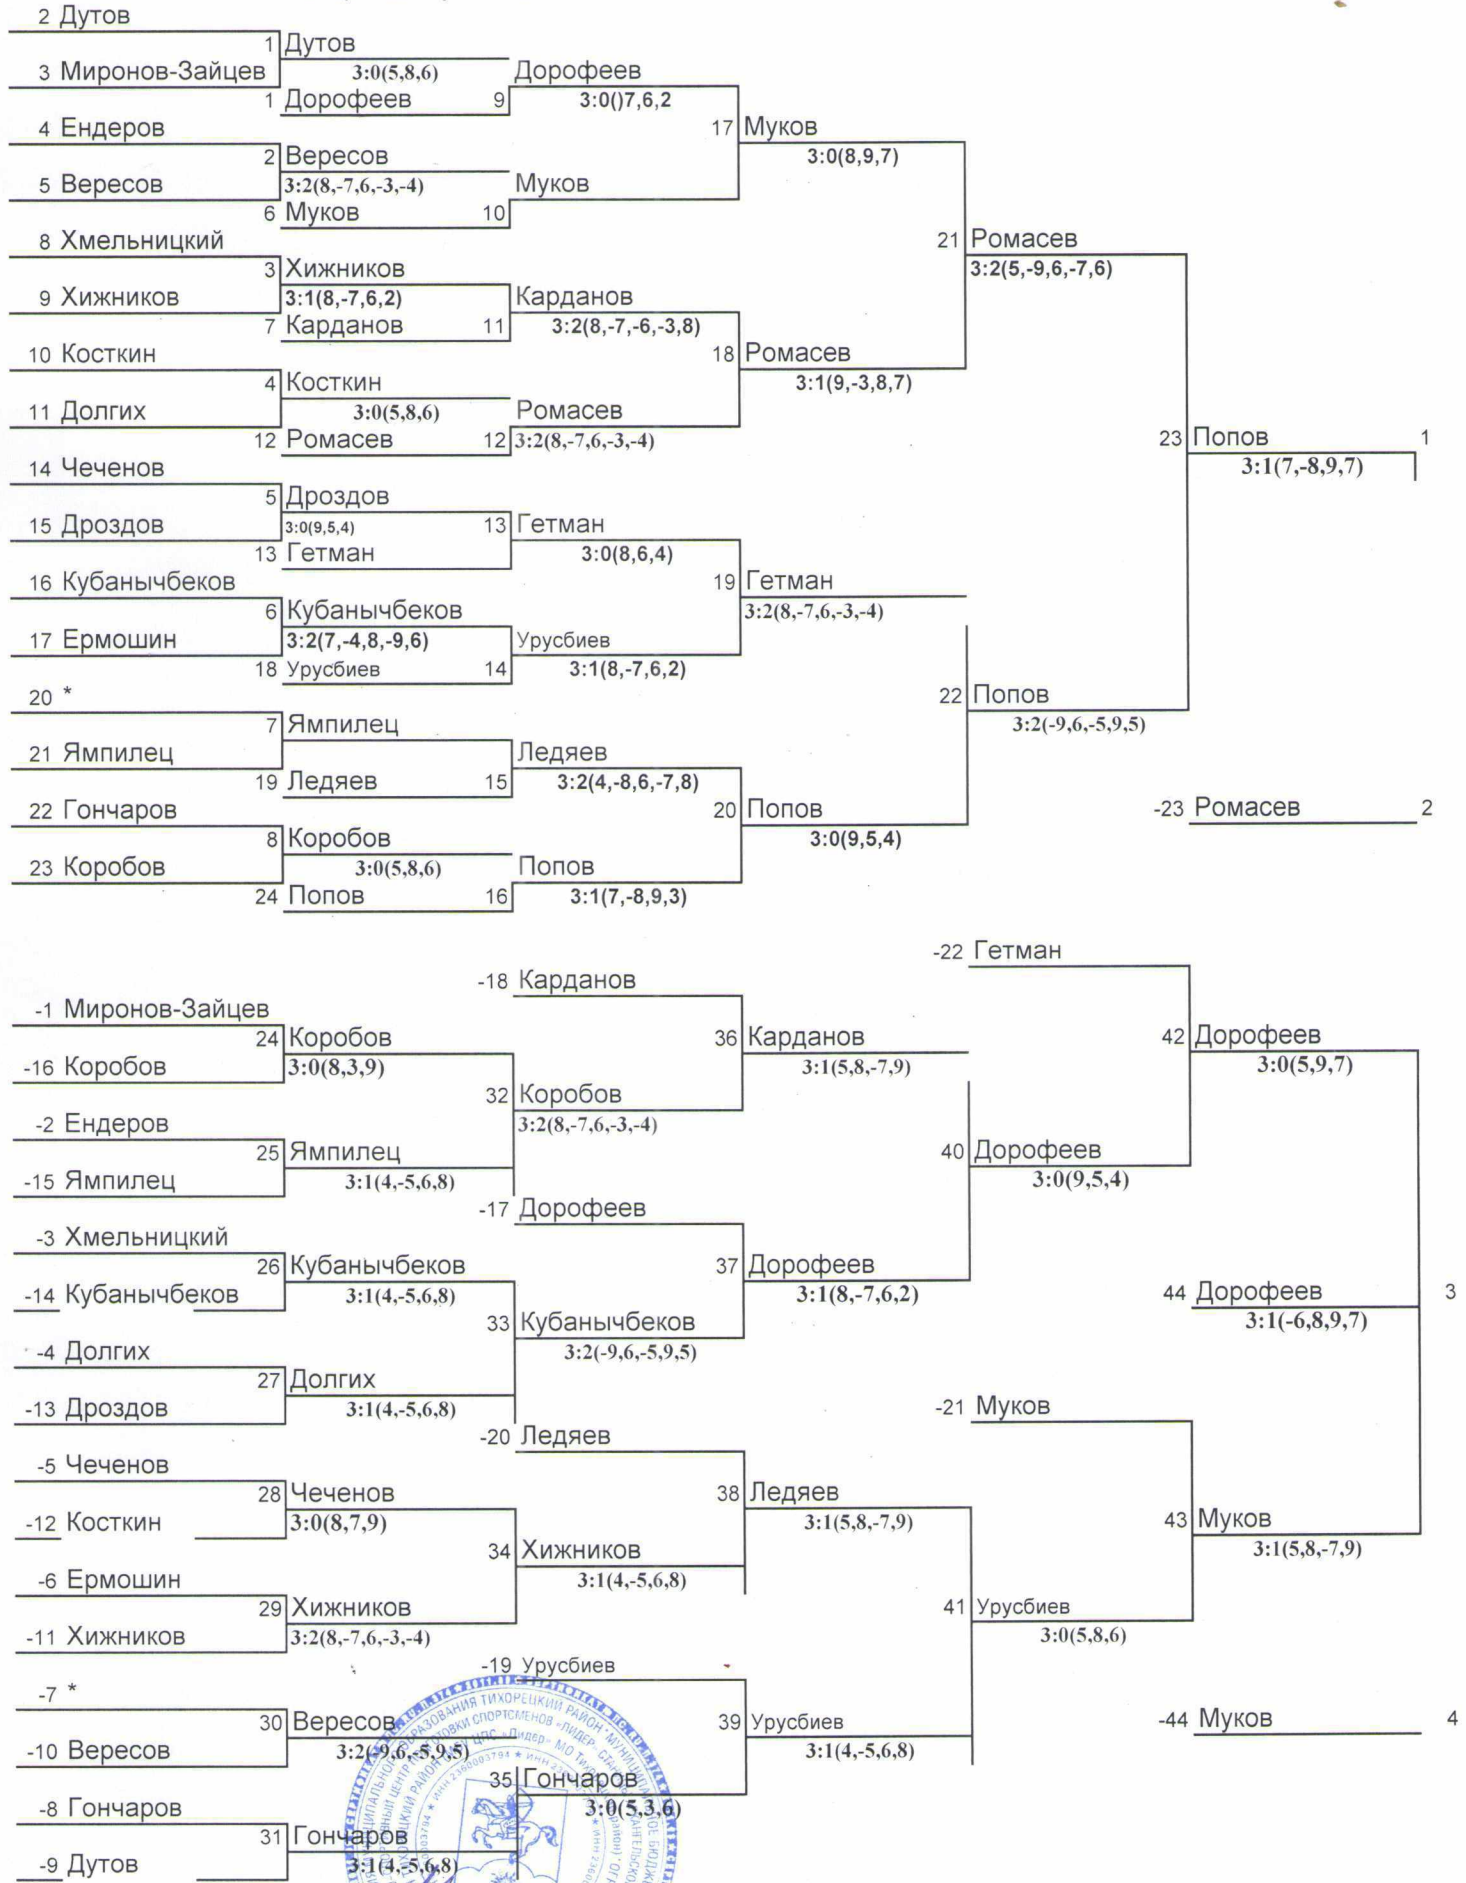 2 Дутов
1 Дутов
3 Миронов-Зайцев
3:0(5,8,6)
Дорофеев
1 Дорофеев 9
3:0()7,6,2
4 Ендеров
17 Муков
2 Вересов
3:0(8,9,7)
5 Вересов
3:2(8,-7,6,-3,-4)
Муков
6 Муков 10
8 Хмельницкий
21 Ромасев
3 Хижников
3:2(5,-9,6,-7,6)
9 Хижников
3:1(8,-7,6,2)
Карданов
7 Карданов 11
3:2(8,-7,-6,-3,8)
10 Косткин
18 Ромасев
4 Косткин
3:1(9,-3,8,7)
11 Долгих
3:0(5,8,6)
Ромасев
12 Ромасев 12
3:2(8,-7,6,-3,-4)
23 Попов 1
3:1(7,-8,9,7)
14 Чеченов
5 Дроздов
15 Дроздов
3:0(9,5,4)
13 Гетман
13 Гетман
3:0(8,6,4)
16 Кубанычбеков
19 Гетман
6 Кубанычбеков
3:2(8,-7,6,-3,-4)
17 Ермошин
3:2(7,-4,8,-9,6)
Урусбиев
18 Урусбиев 14
3:1(8,-7,6,2)
20 *
22 Попов
7 Ямпилец
3:2(-9,6,-5,9,5)
21 Ямпилец
Ледяев
19 Ледяев 15
3:2(4,-8,6,-7,8)
22 Гончаров
20 Попов
-23 Ромасев 2
8 Коробов
3:0(9,5,4)
23 Коробов
3:0(5,8,6)
Попов
24 Попов 16
3:1(7,-8,9,3)
-22 Гетман
-18 Карданов
-1 Миронов-Зайцев
24 Коробов
36 Карданов
42 Дорофеев
-16 Коробов
3:0(8,3,9)
3:1(5,8,-7,9)
3:0(5,9,7)
32 Коробов
-2 Ендеров
3:2(8,-7,6,-3,-4)
25 Ямпилец
40 Дорофеев
-15 Ямпилец
3:1(4,-5,6,8)
3:0(9,5,4)
-17 Дорофеев
-3 Хмельницкий
26 Кубанычбеков
37 Дорофеев
-14 Кубанычбеков
3:1(4,-5,6,8)
3:1(8,-7,6,2)
44 Дорофеев 3
33 Кубанычбеков
3:1(-6,8,9,7)
-4 Долгих
3:2(-9,6,-5,9,5)
27 Долгих
-13 Дроздов
3:1(4,-5,6,8)
-21 Муков
-20 Ледяев
-5 Чеченов
28 Чеченов
38 Ледяев
-12 Косткин
3:0(8,7,9)
3:1(5,8,-7,9)
43 Муков
34 Хижников
3:1(5,8,-7,9)
-6 Ермошин
3:1(4,-5,6,8)
29 Хижников
41 Урусбиев
-11 Хижников
3:2(8,-7,6,-3,-4)
3:0(5,8,6)
-19 Урусбиев
-7 *
30 Вересов
39 Урусбиев
-44 Муков 4
-10 Вересов
3:2(-9,6,-5,9,5)
3:1(4,-5,6,8)
35 Гончаров
-8 Гончаров
3:0(5,3,6)
31 Гончаров
-9 Дутов
3:1(4,-5,6,8)